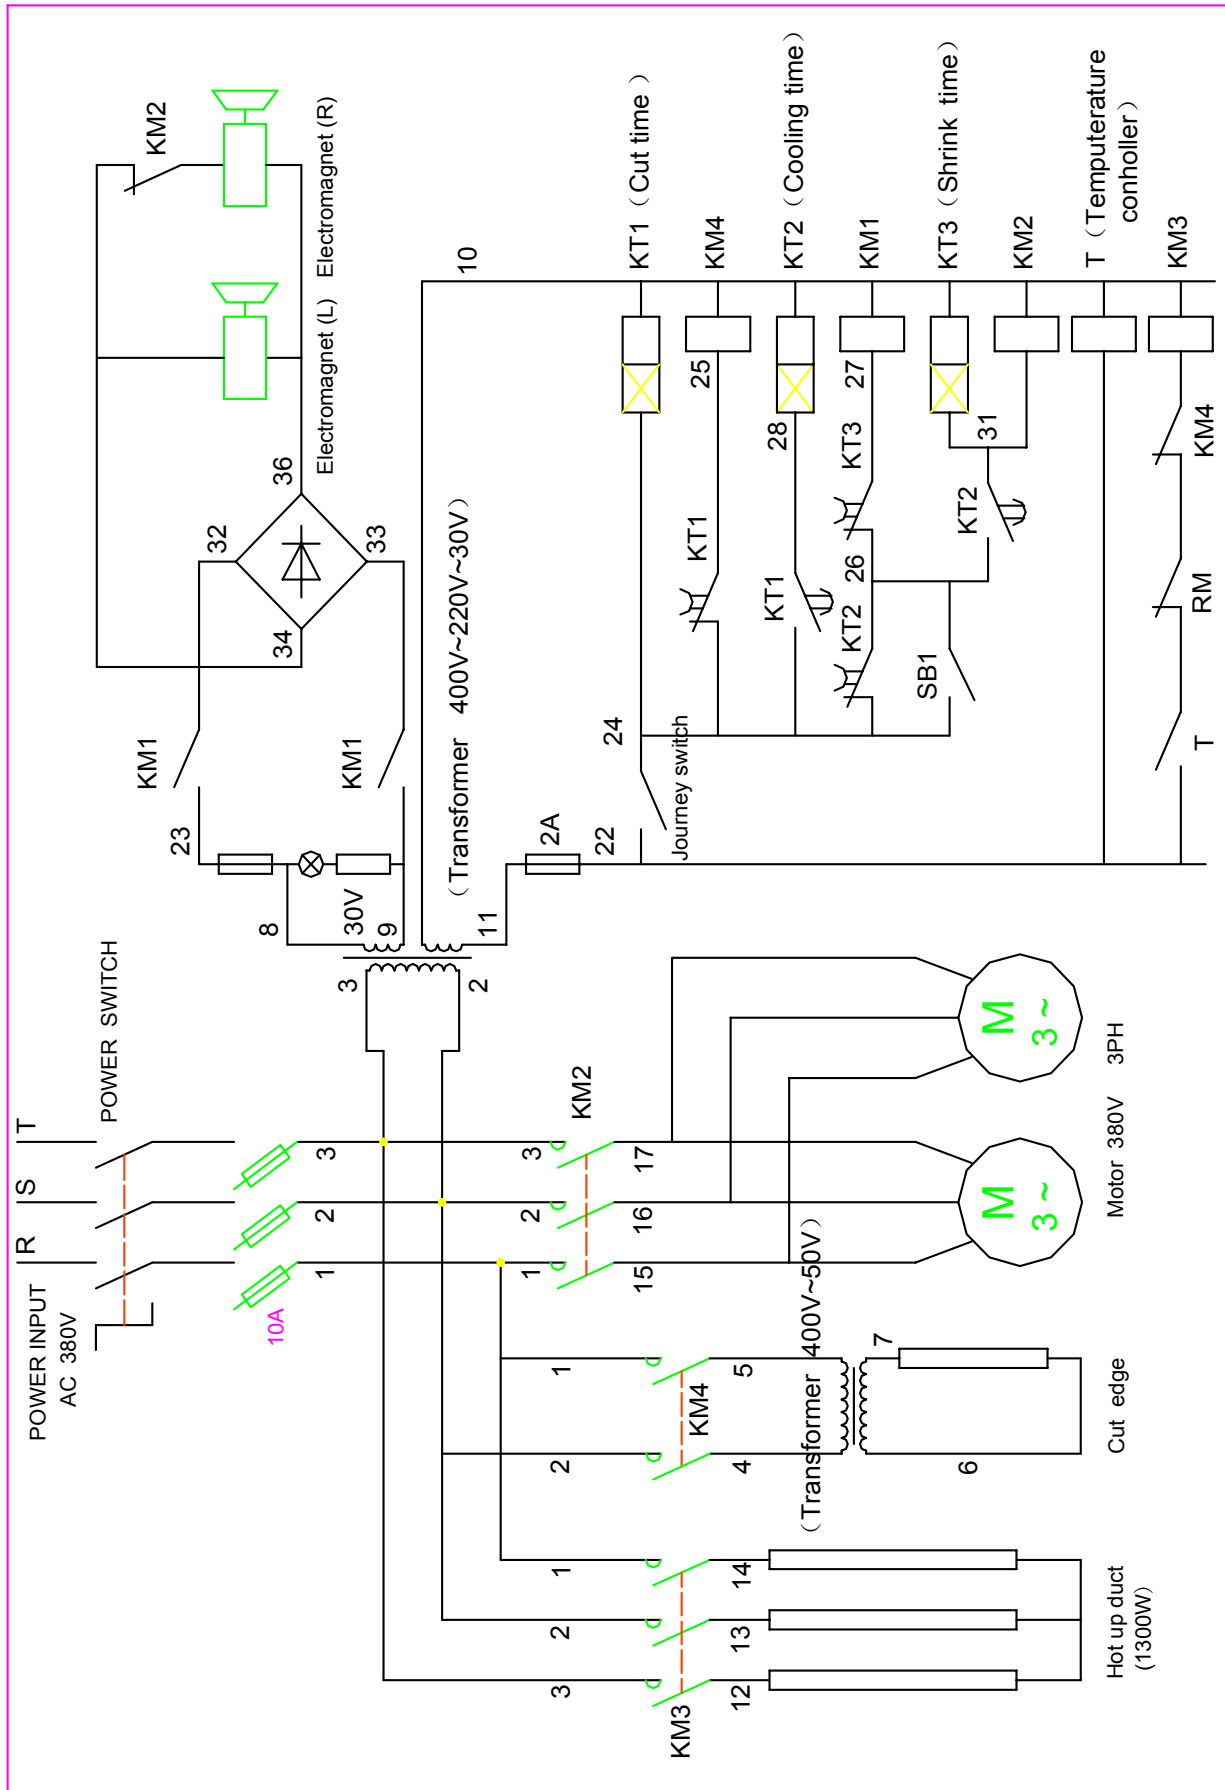 POWER INPUT
AC 380V
R
S
T
POWER SWITCH
10A
1
2
3
3
2
8
9
30V
11
(Transformer 400V~220V~30V)
23
KM1
KM1
32
33
34
36
Electromagnet (L)
Electromagnet (R)
KM2
10
2A
22
Journey switch
24
KT1(Cut time )
KT1
25
KM4
KT1
28
KT2(Cooling time)
KT2
26
KT3
27
KM1
SB1
KT2
31
KT3(Shrink time)
KM2
T(Temputerature
conholler)
T
RM
KM4
KM3
1
2
3
KM2
15
16
17
Motor 380V 3PH
M
3~
M
3~
1
2
KM4
5
4
(Transformer 400V~50V)
7
6
Cut edge
1
2
3
KM3
14
13
12
Hot up duct
(1300W)